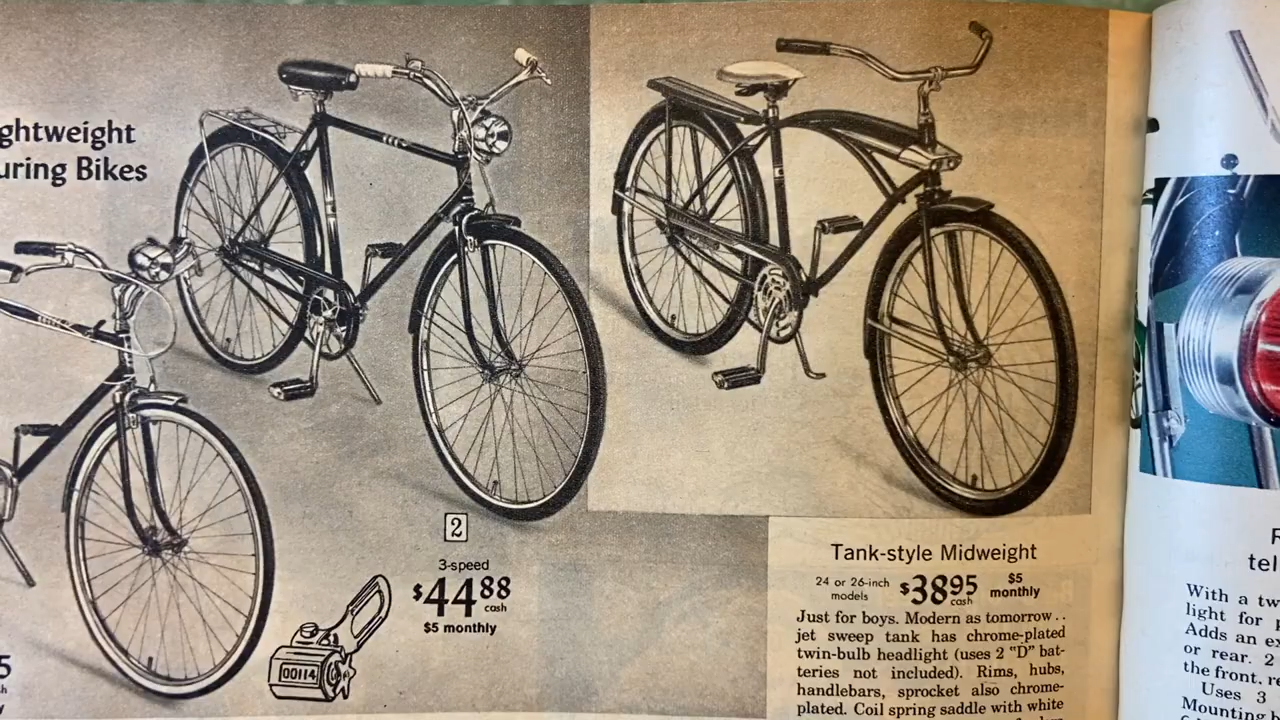 ghtweight
uring Bikes
2
3-speed
$44 88
cash
$5 monthly
00114
5
Tank-style Midweight
24 or 26-inch
models
$38 95
cash
$5
monthly
Just for boys. Modern as tomorrow..
jet sweep tank has chrome-plated
twin-bulb headlight (uses 2 "D" bat-
teries not included). Rims, hubs,
handlebars, sprocket also chrome-
plated. Coil spring saddle with white
R
tel
With a tw
light for
Adds an ex
or rear. 2
the front, re
Uses 3
Mounting